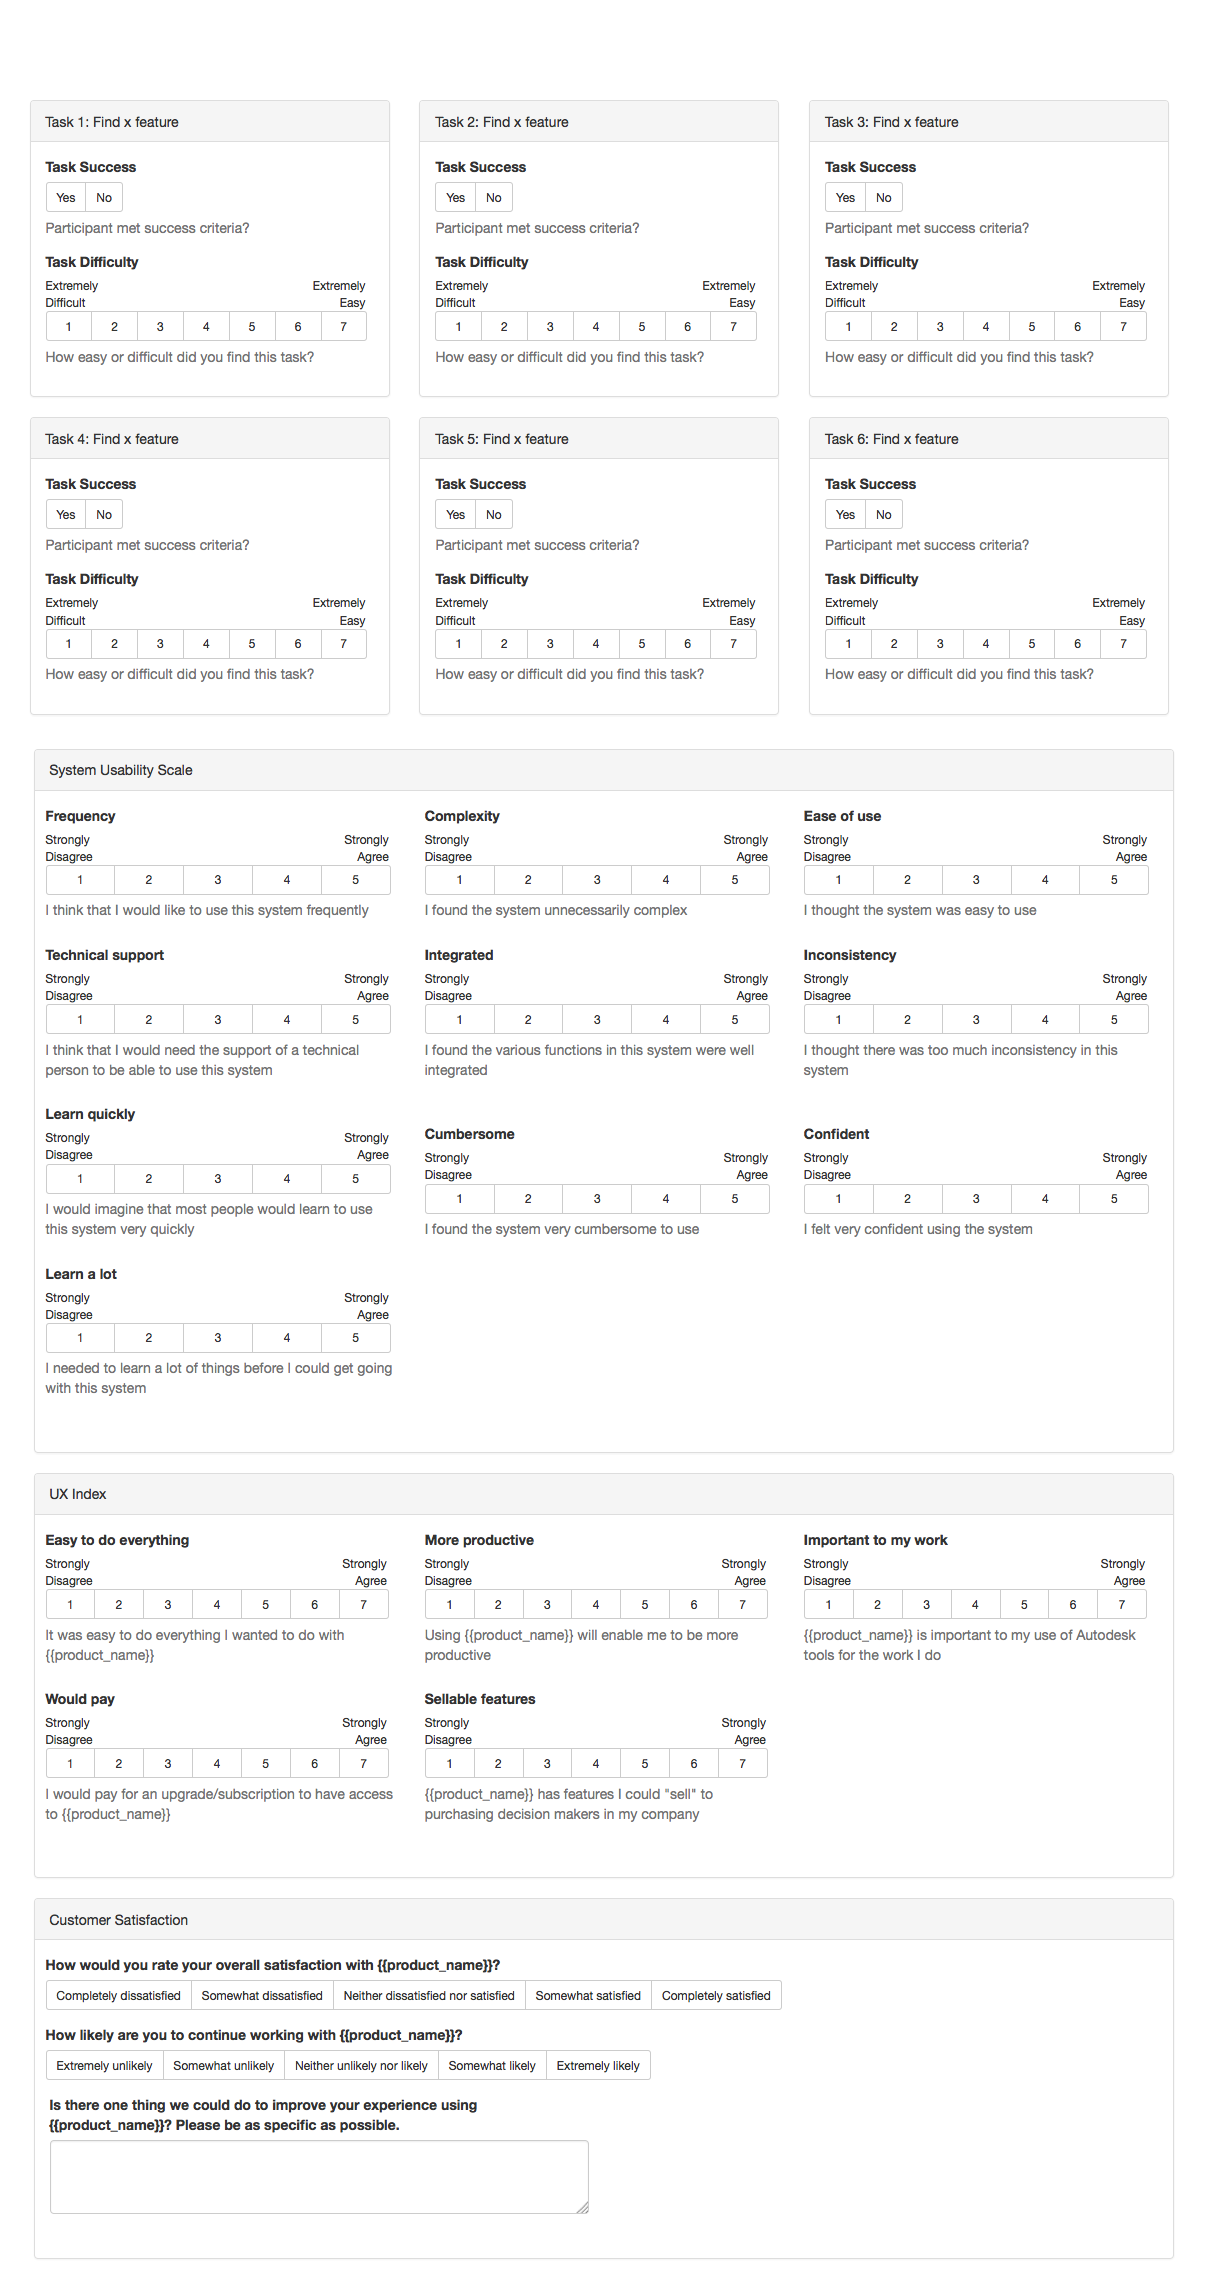 Task 1: Find x feature
Task Success
Yes No
Participant met success criteria?
Task Difficulty
Extremely Extremely
Difficult Easy
1 2 3 4 5 6 7
How easy or difficult did you find this task?
Task 2: Find x feature
Task Success
Yes No
Participant met success criteria?
Task Difficulty
Extremely Extremely
Difficult Easy
1 2 3 4 5 6 7
How easy or difficult did you find this task?
Task 3: Find x feature
Task Success
Yes No
Participant met success criteria?
Task Difficulty
Extremely Extremely
Difficult Easy
1 2 3 4 5 6 7
How easy or difficult did you find this task?
Task 4: Find x feature
Task Success
Yes No
Participant met success criteria?
Task Difficulty
Extremely Extremely
Difficult Easy
1 2 3 4 5 6 7
How easy or difficult did you find this task?
Task 5: Find x feature
Task Success
Yes No
Participant met success criteria?
Task Difficulty
Extremely Extremely
Difficult Easy
1 2 3 4 5 6 7
How easy or difficult did you find this task?
Task 6: Find x feature
Task Success
Yes No
Participant met success criteria?
Task Difficulty
Extremely Extremely
Difficult Easy
1 2 3 4 5 6 7
How easy or difficult did you find this task?
System Usability Scale
Frequency
Strongly Strongly
Disagree Agree
1 2 3 4 5
I think that I would like to use this system frequently
Complexity
Strongly Strongly
Disagree Agree
1 2 3 4 5
I found the system unnecessarily complex
Ease of use
Strongly Strongly
Disagree Agree
1 2 3 4 5
I thought the system was easy to use
Technical support
Strongly Strongly
Disagree Agree
1 2 3 4 5
I think that I would need the support of a technical
person to be able to use this system
Integrated
Strongly Strongly
Disagree Agree
1 2 3 4 5
I found the various functions in this system were well
integrated
Inconsistency
Strongly Strongly
Disagree Agree
1 2 3 4 5
I thought there was too much inconsistency in this
system
Learn quickly
Strongly Strongly
Disagree Agree
1 2 3 4 5
I would imagine that most people would learn to use
this system very quickly
Cumbersome
Strongly Strongly
Disagree Agree
1 2 3 4 5
I found the system very cumbersome to use
Confident
Strongly Strongly
Disagree Agree
1 2 3 4 5
I felt very confident using the system
Learn a lot
Strongly Strongly
Disagree Agree
1 2 3 4 5
I needed to learn a lot of things before I could get going
with this system
UX Index
Easy to do everything
Strongly Strongly
Disagree Agree
1 2 3 4 5 6 7
It was easy to do everything I wanted to do with
{{product_name}}
More productive
Strongly Strongly
Disagree Agree
1 2 3 4 5 6 7
Using {{product_name}} will enable me to be more
productive
Important to my work
Strongly Strongly
Disagree Agree
1 2 3 4 5 6 7
{{product_name}} is important to my use of Autodesk
tools for the work I do
Would pay
Strongly Strongly
Disagree Agree
1 2 3 4 5 6 7
I would pay for an upgrade/subscription to have access
to {{product_name}}
Sellable features
Strongly Strongly
Disagree Agree
1 2 3 4 5 6 7
{{product_name}} has features I could "sell" to
purchasing decision makers in my company
Customer Satisfaction
How would you rate your overall satisfaction with {{product_name}}?
Completely dissatisfied Somewhat dissatisfied Neither dissatisfied nor satisfied Somewhat satisfied Completely satisfied
How likely are you to continue working with {{product_name}}?
Extremely unlikely Somewhat unlikely Neither unlikely nor likely Somewhat likely Extremely likely
Is there one thing we could do to improve your experience using
{{product_name}}? Please be as specific as possible.